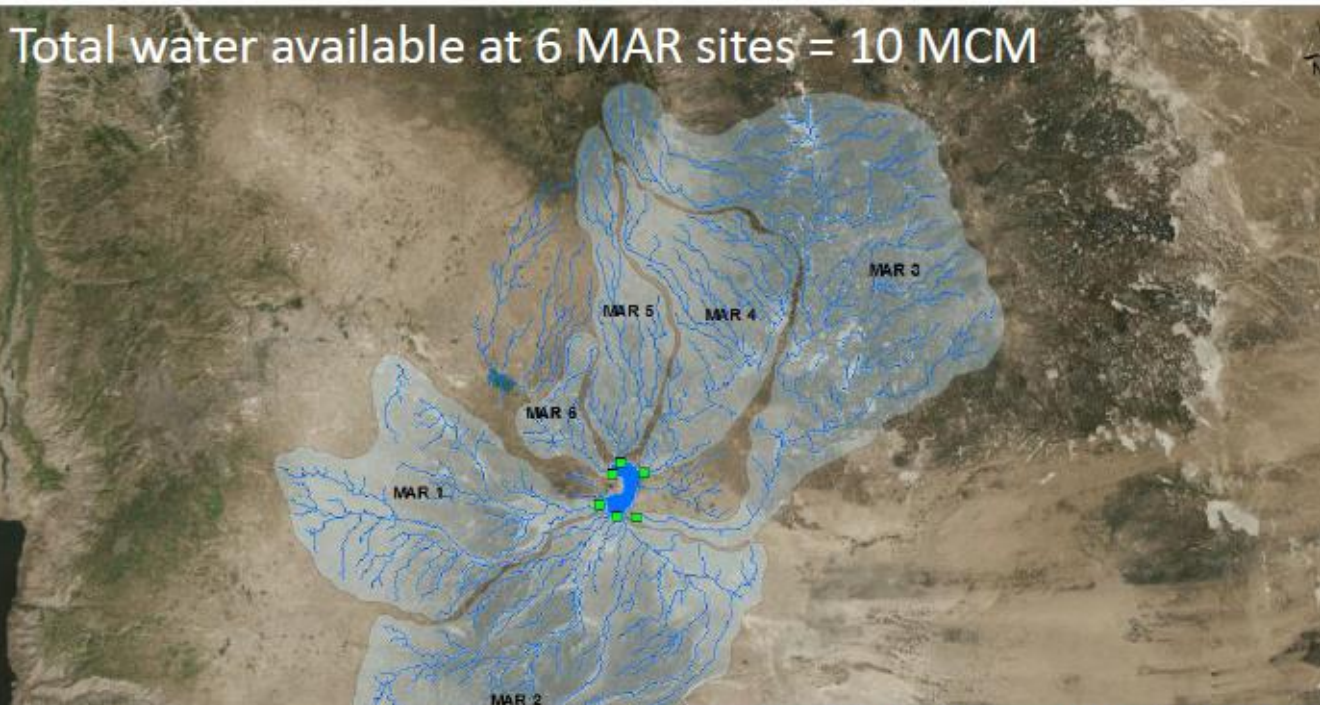 Total water available at 6 MAR sites = 10 MCM
N
MAR 3
MAR 5
MAR 4
MAR 6
MAR 1
MAR 2